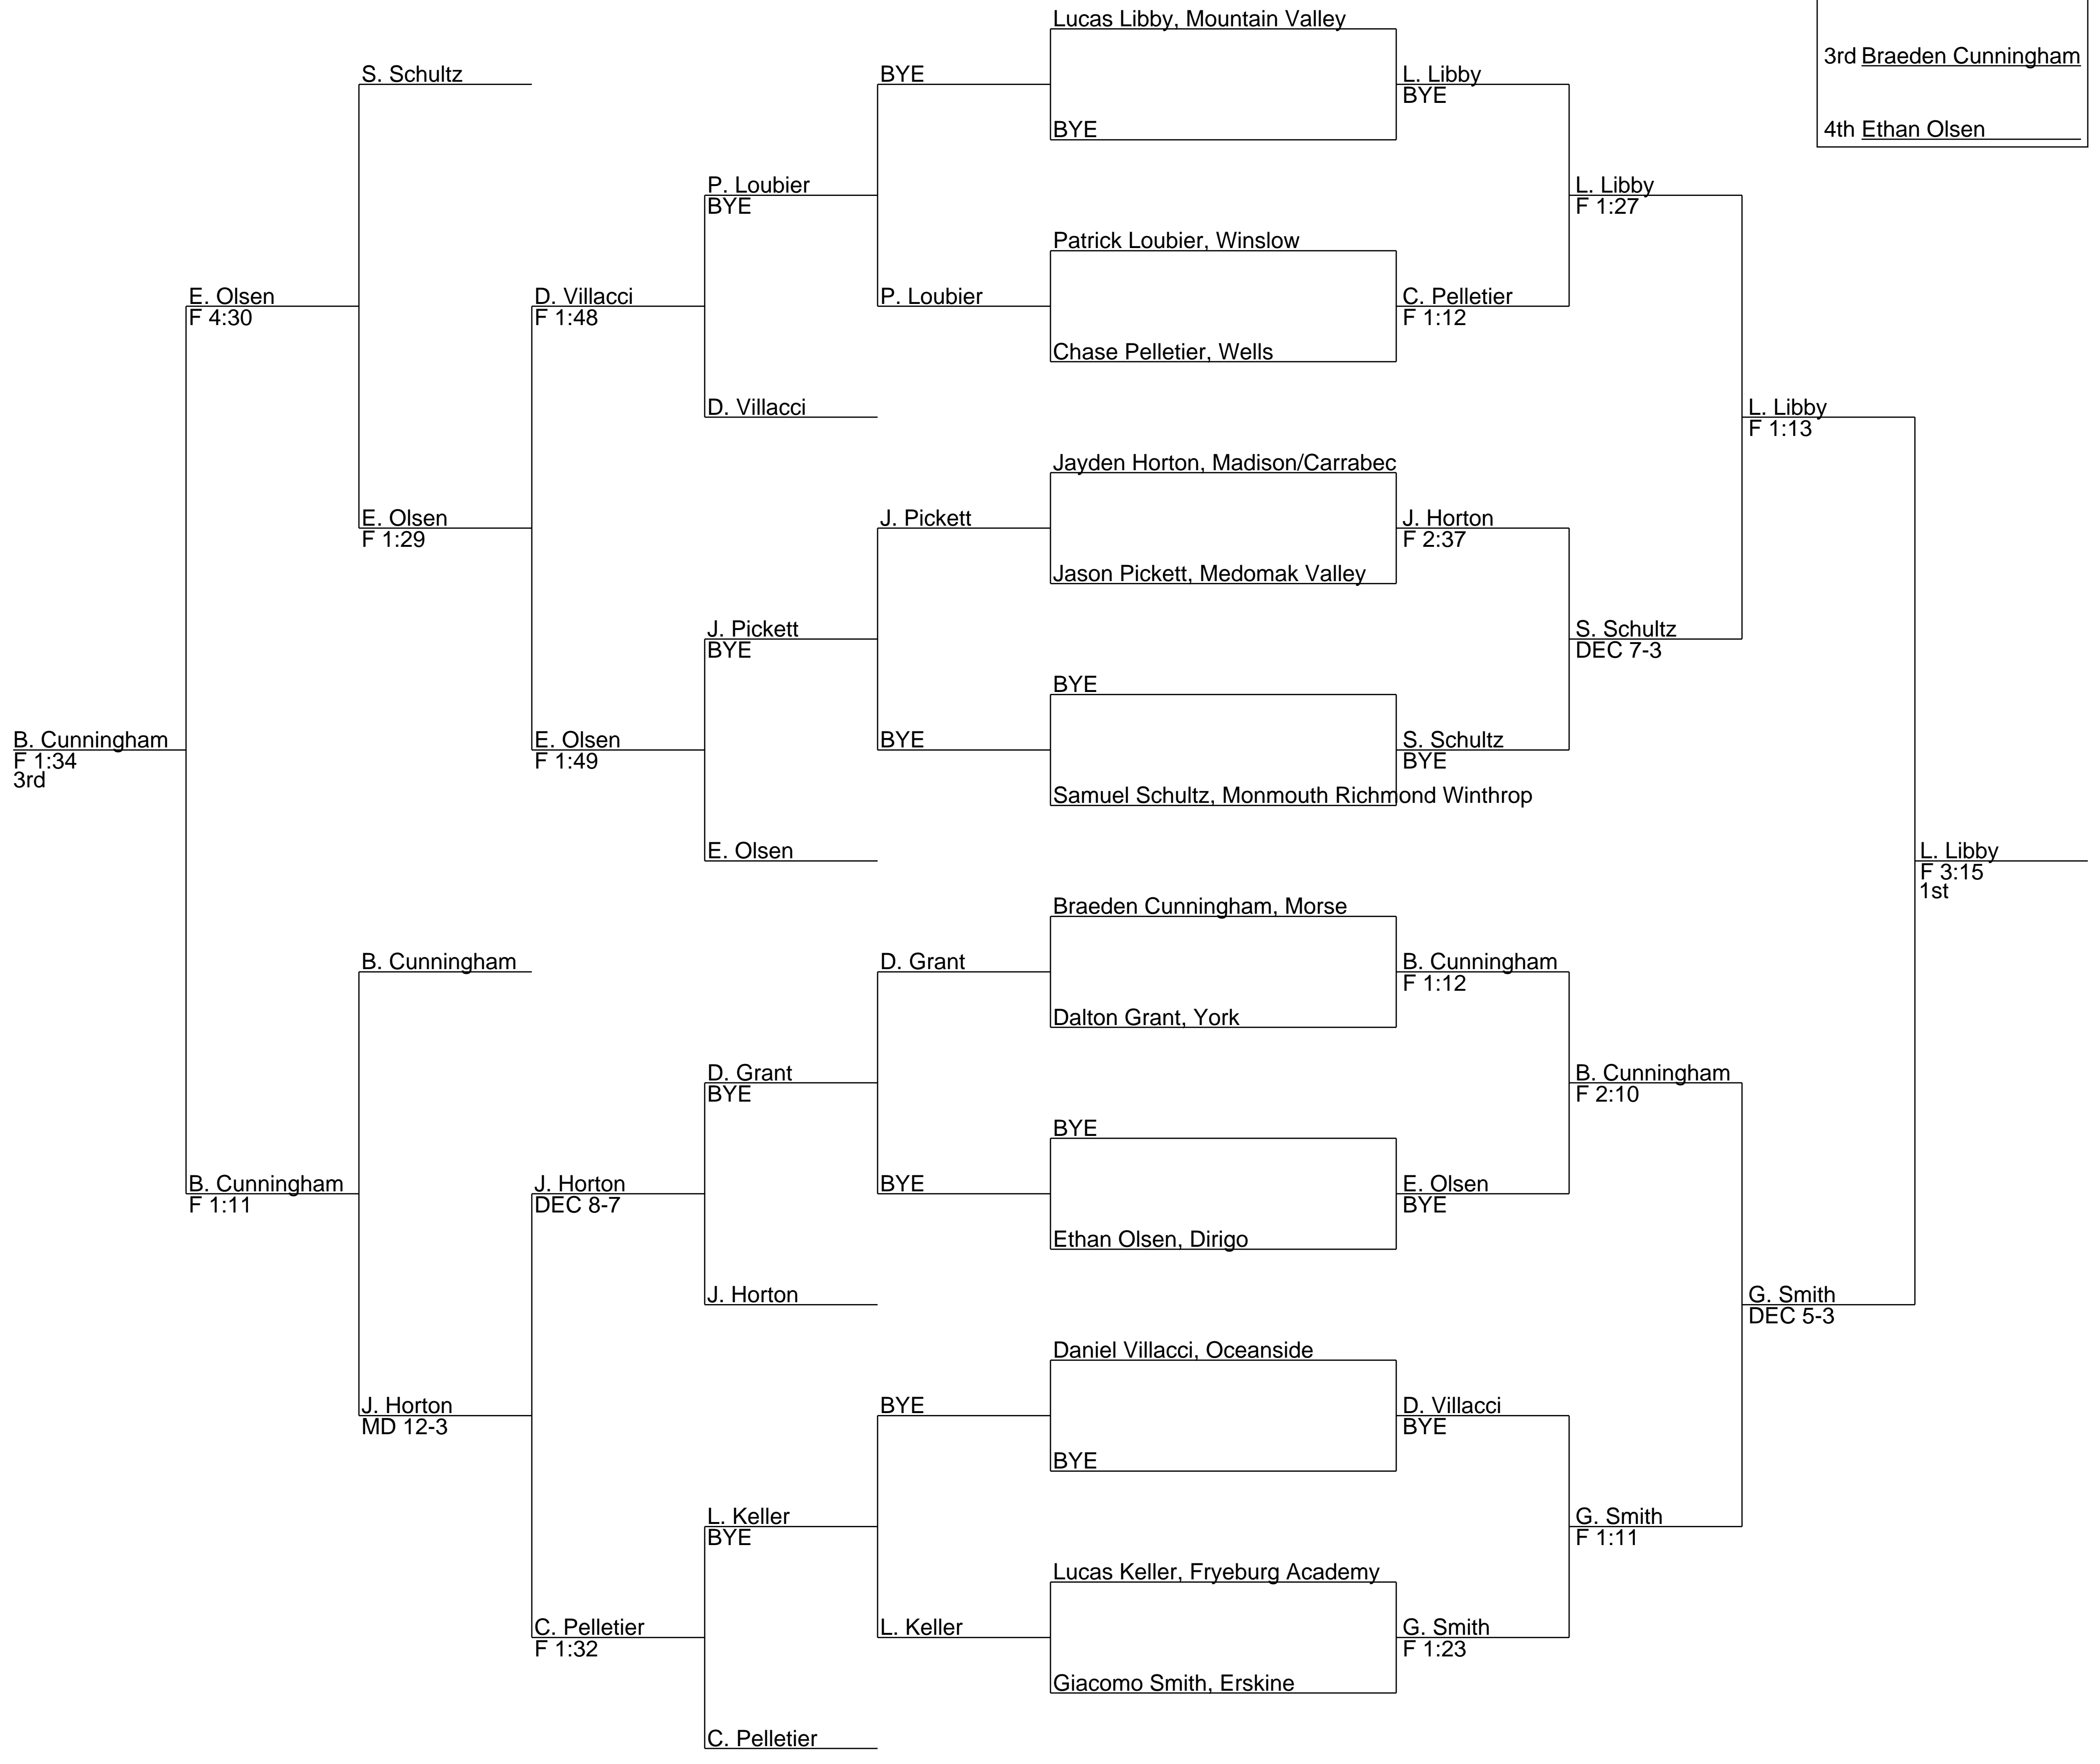 Lucas Libby, Mountain Valley
3rd Braeden Cunningham
S. Schultz
BYE
L. Libby
BYE
4th Ethan Olsen
BYE
P. Loubier
BYE
L. Libby
F 1:27
Patrick Loubier, Winslow
E. Olsen
F 4:30
D. Villacci
F 1:48
P. Loubier
C. Pelletier
F 1:12
Chase Pelletier, Wells
D. Villacci
L. Libby
F 1:13
Jayden Horton, Madison/Carrabec
E. Olsen
F 1:29
J. Pickett
J. Horton
F 2:37
Jason Pickett, Medomak Valley
J. Pickett
BYE
S. Schultz
DEC 7-3
BYE
B. Cunningham
F 1:34
3rd
E. Olsen
F 1:49
BYE
S. Schultz
BYE
Samuel Schultz, Monmouth Richmond Winthrop
E. Olsen
L. Libby
F 3:15
1st
Braeden Cunningham, Morse
B. Cunningham
D. Grant
B. Cunningham
F 1:12
Dalton Grant, York
D. Grant
BYE
B. Cunningham
F 2:10
BYE
B. Cunningham
F 1:11
J. Horton
DEC 8-7
BYE
E. Olsen
BYE
Ethan Olsen, Dirigo
J. Horton
G. Smith
DEC 5-3
Daniel Villacci, Oceanside
J. Horton
MD 12-3
BYE
D. Villacci
BYE
BYE
L. Keller
BYE
G. Smith
F 1:11
Lucas Keller, Fryeburg Academy
C. Pelletier
F 1:32
L. Keller
G. Smith
F 1:23
Giacomo Smith, Erskine
C. Pelletier